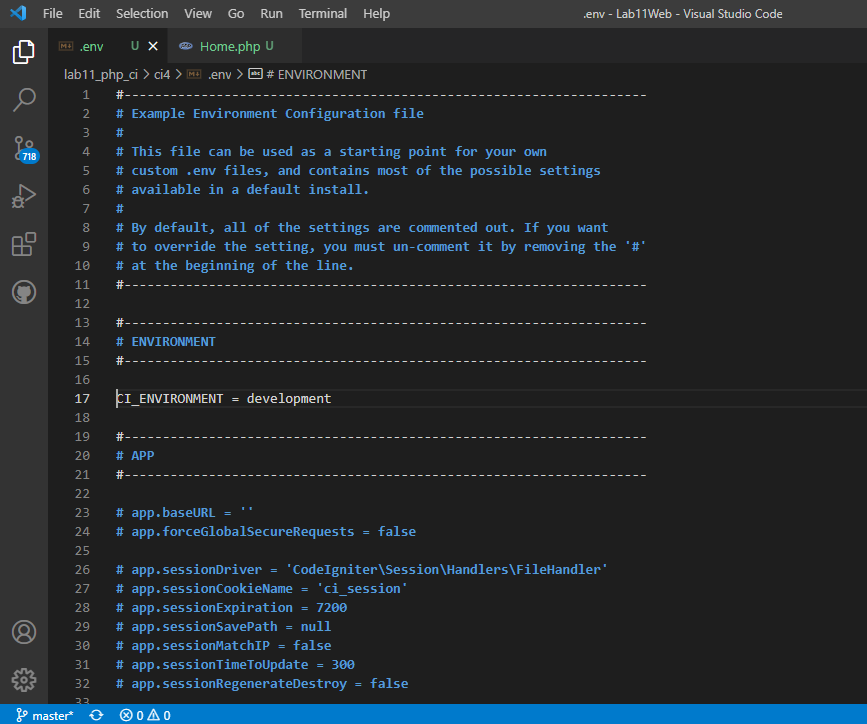 File Edit Selection View Go Run Terminal Help .env - Lab11Web - Visual Studio Code
.env U Home.php U
lab11_php_ci > ci4 > .env > # ENVIRONMENT
1 #-------------------------------------------------------------------
2 # Example Environment Configuration file
3 #
4 # This file can be used as a starting point for your own
5 # custom .env files, and contains most of the possible settings
6 # available in a default install.
7 #
8 # By default, all of the settings are commented out. If you want
9 # to override the setting, you must un-comment it by removing the '#'
10 # at the beginning of the line.
11 #-------------------------------------------------------------------
12
13 #-------------------------------------------------------------------
14 # ENVIRONMENT
15 #-------------------------------------------------------------------
16
17 CI_ENVIRONMENT = development
18
19 #-------------------------------------------------------------------
20 # APP
21 #-------------------------------------------------------------------
22
23 # app.baseURL = ''
24 # app.forceGlobalSecureRequests = false
25
26 # app.sessionDriver = 'CodeIgniter\Session\Handlers\FileHandler'
27 # app.sessionCookieName = 'ci_session'
28 # app.sessionExpiration = 7200
29 # app.sessionSavePath = null
30 # app.sessionMatchIP = false
31 # app.sessionTimeToUpdate = 300
32 # app.sessionRegenerateDestroy = false
33
718
master* 0 0